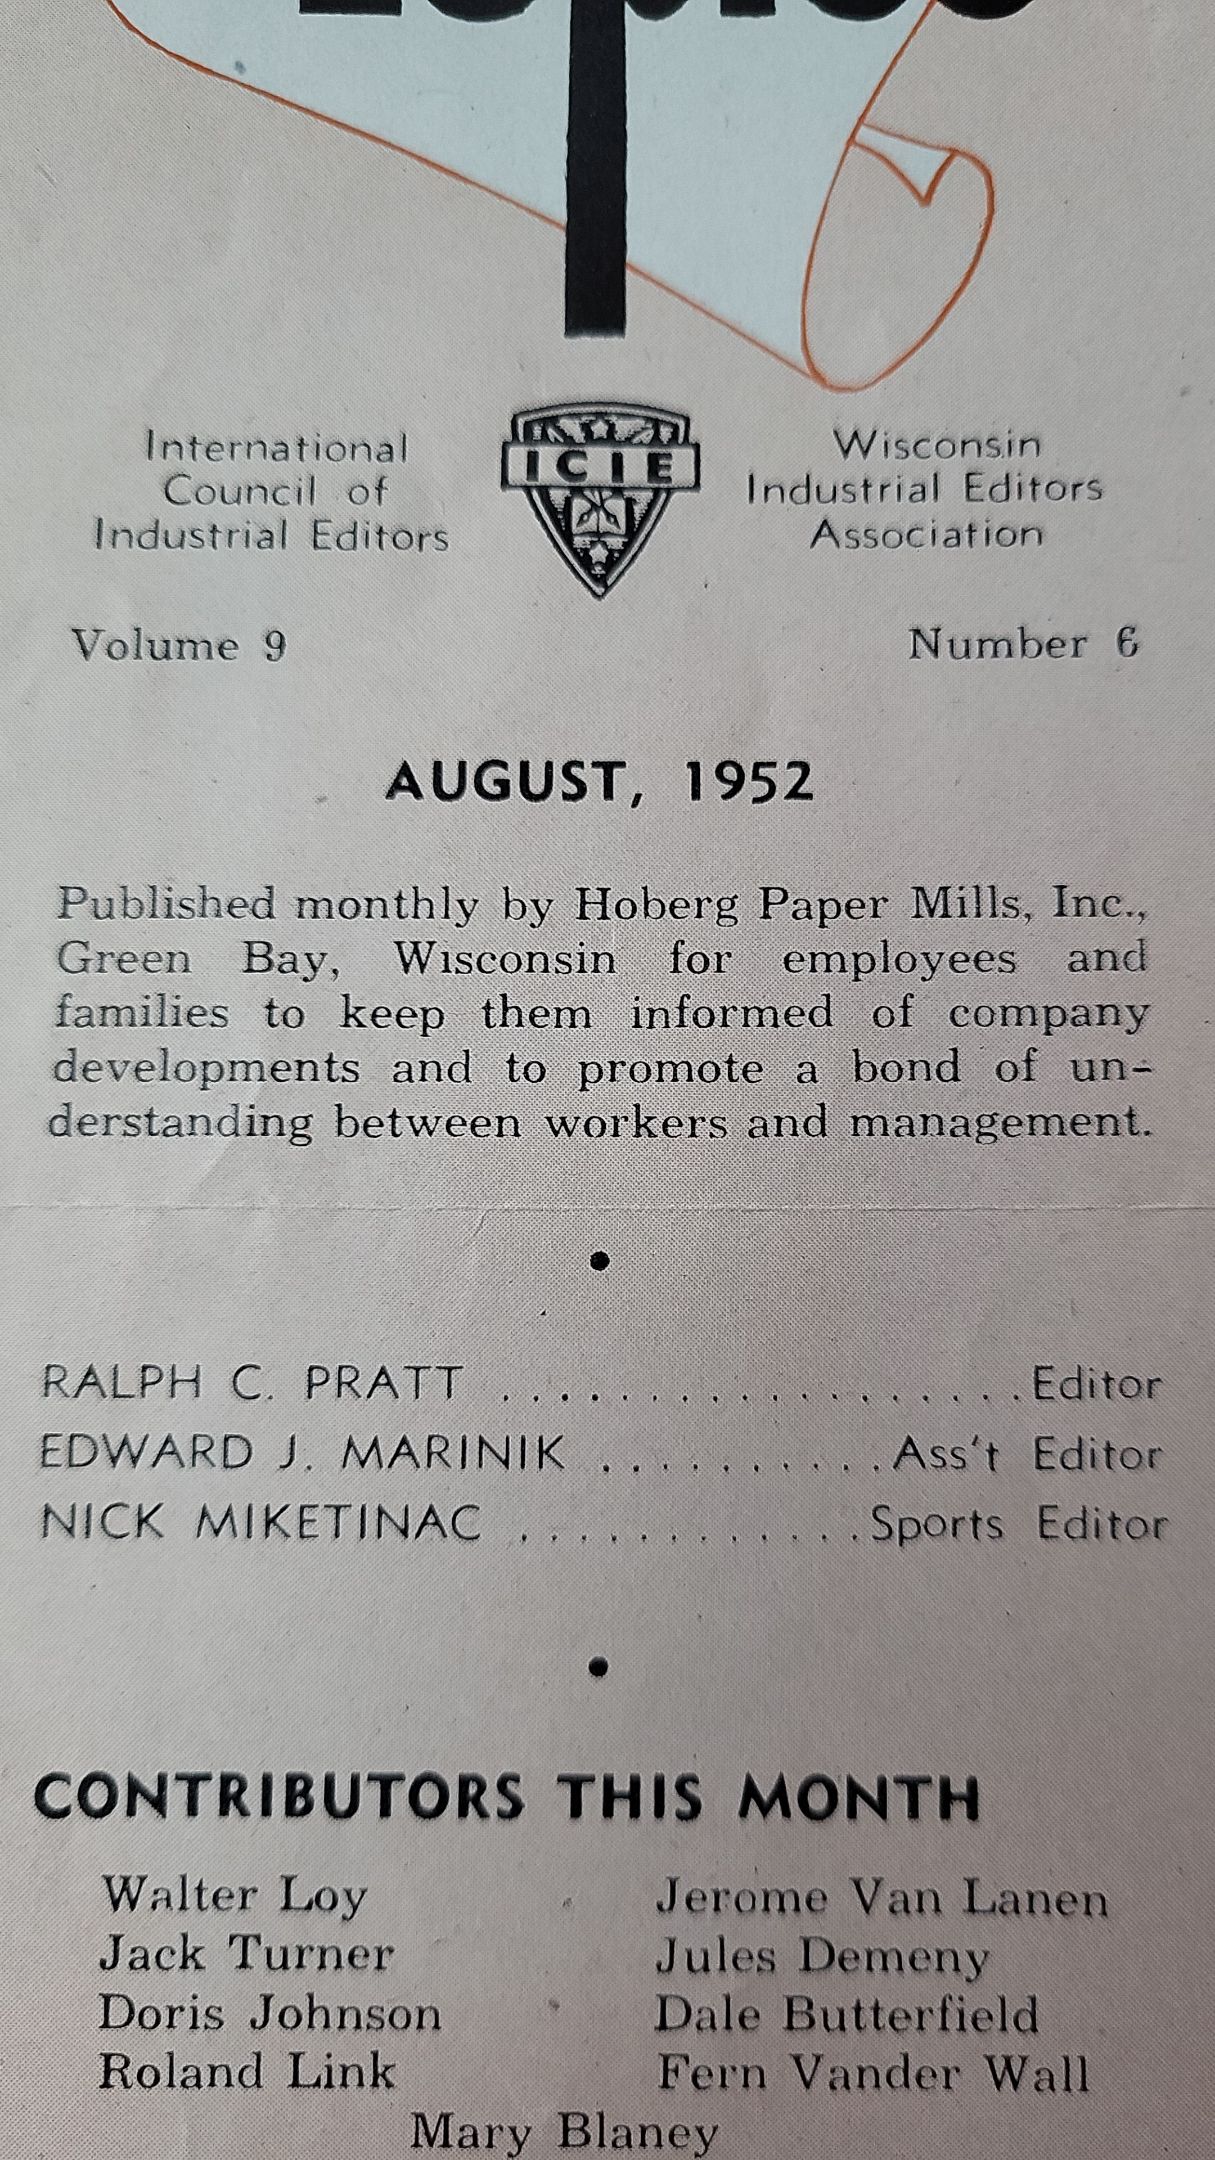 International
Council of
Industrial Editors
ICIE
Wisconsin
Industrial Editors
Association
Volume 9
Number 6
AUGUST, 1952
Published monthly by Hoberg Paper Mills, Inc.,
Green Bay, Wisconsin for employees and
families to keep them informed of company
developments and to promote a bond of un-
derstanding between workers and management.
•
RALPH C. PRATT ..................Editor
EDWARD J. MARINIK ..........Ass't Editor
NICK MIKETINAC ............Sports Editor
•
CONTRIBUTORS THIS MONTH
Walter Loy
Jack Turner
Doris Johnson
Roland Link
Jerome Van Lanen
Jules Demeny
Dale Butterfield
Fern Vander Wall
Mary Blaney